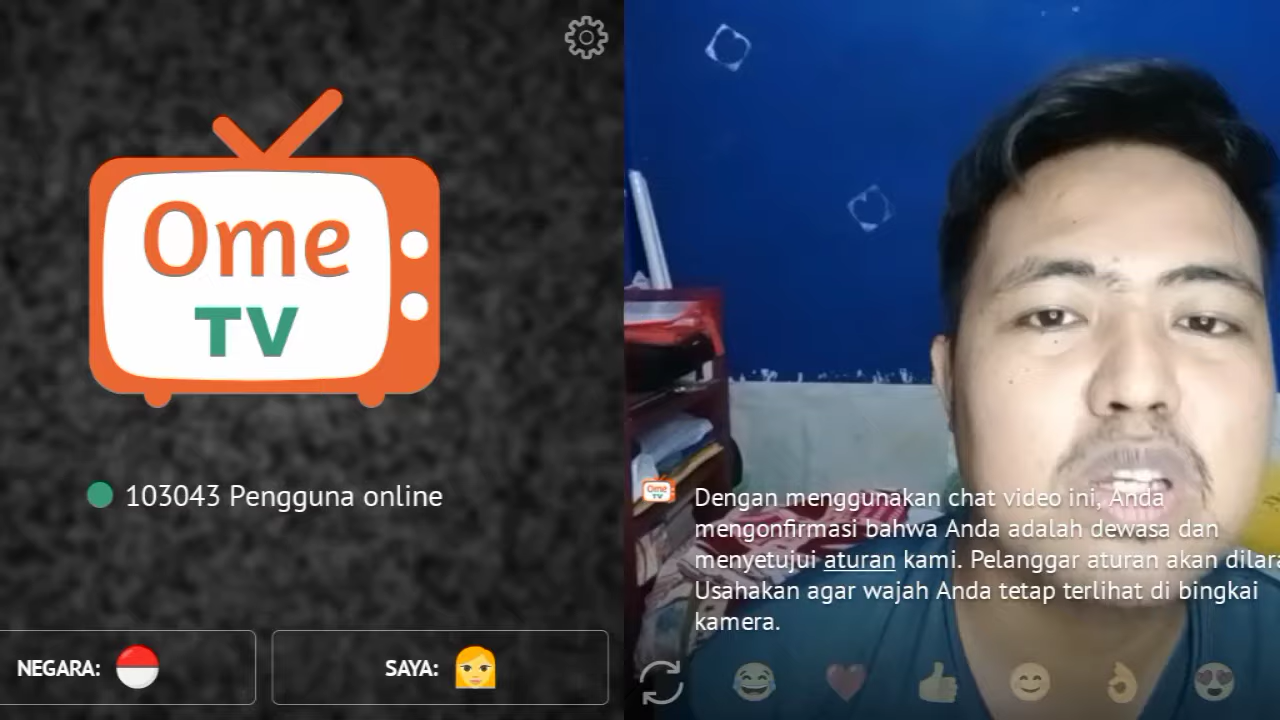 Ome
TV
103043 Pengguna online
NEGARA:
SAYA:
Ome
TV
Dengan menggunakan chat video ini, Anda
mengonfirmasi bahwa Anda adalah dewasa dan
menyetujui aturan kami. Pelanggar aturan akan dilara
Usahakan agar wajah Anda tetap terlihat di bingkai
kamera.